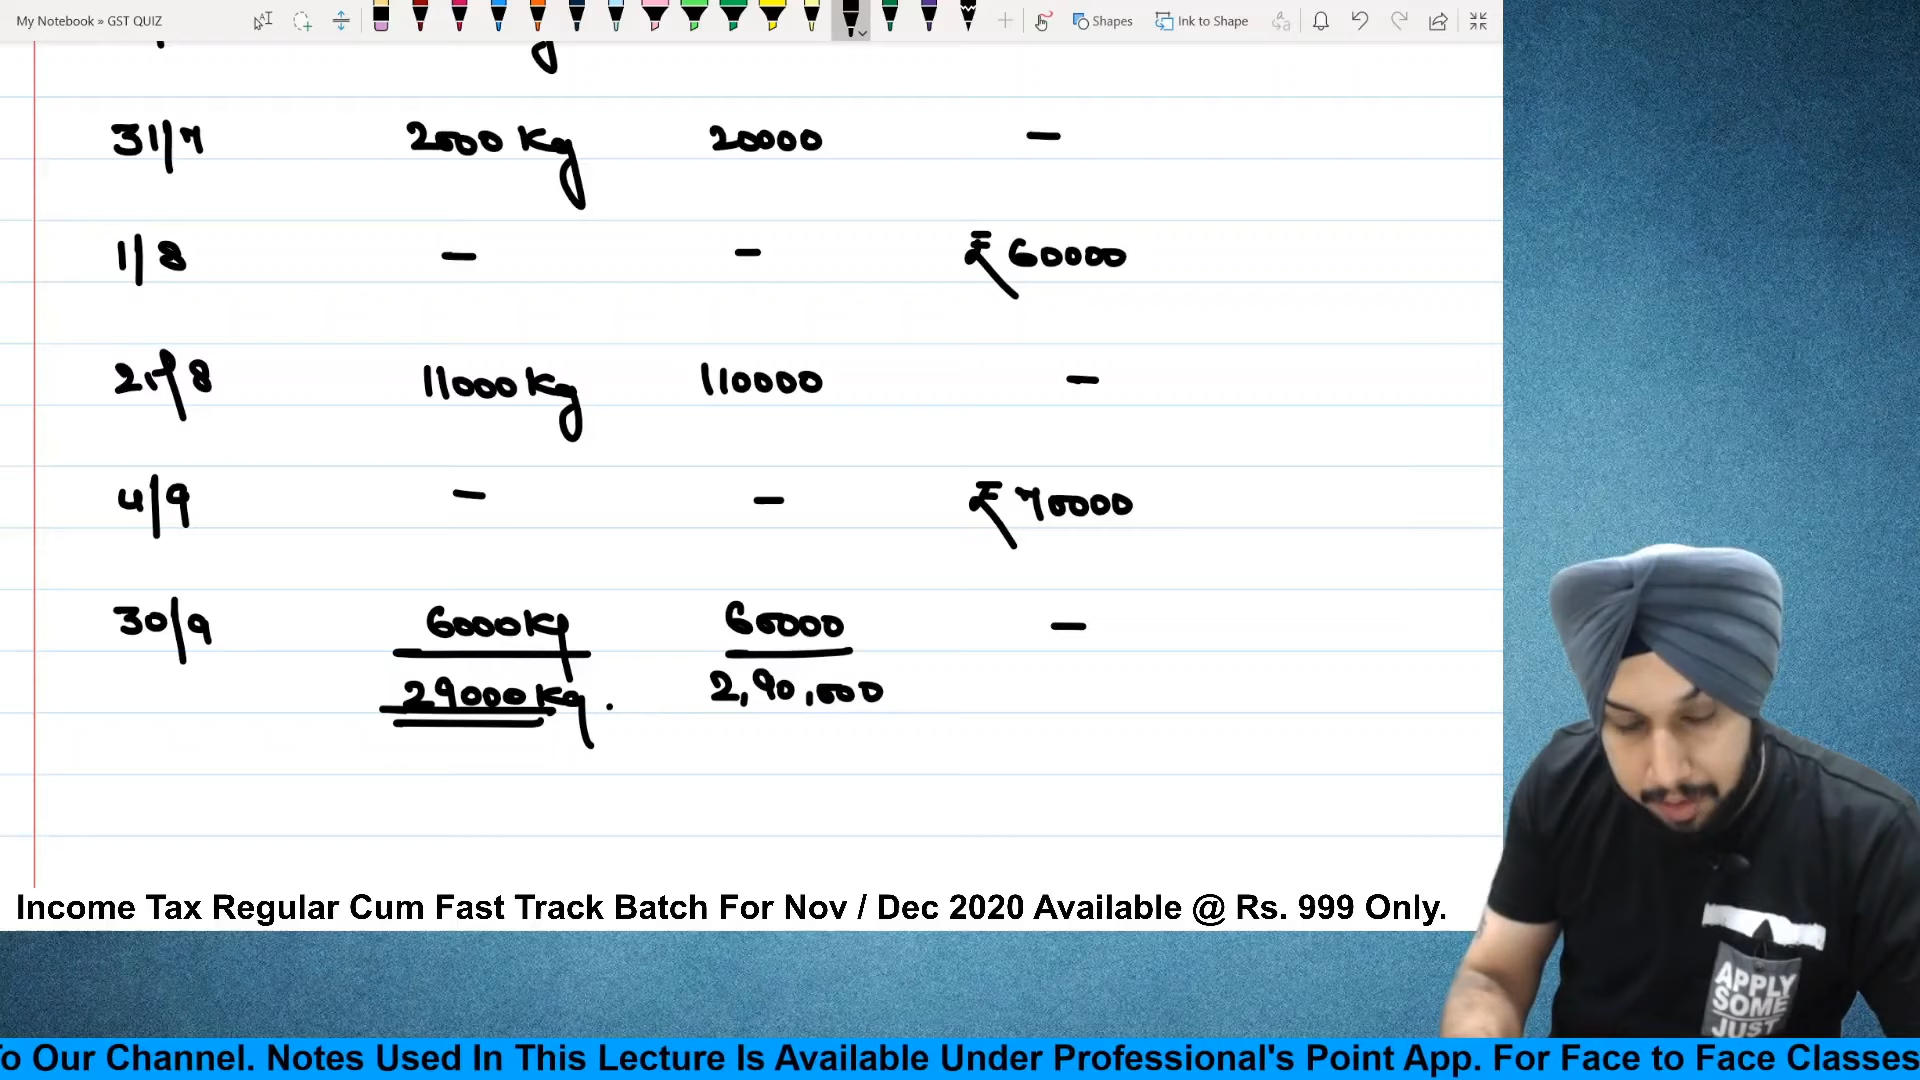 My Notebook » GST QUIZ
Shapes
Ink to Shape
31/7 2000 Kg 20000 —
1/8 — — ₹ 60000
21/8 11000 Kg 110000 —
4/9 — — ₹ 70000
30/9 6000 Kg 60000 —
29000 Kg. 2,90,000
Income Tax Regular Cum Fast Track Batch For Nov / Dec 2020 Available @ Rs. 999 Only.
APPLY
SOME
JUST
o Our Channel. Notes Used In This Lecture Is Available Under Professional's Point App. For Face to Face Classes